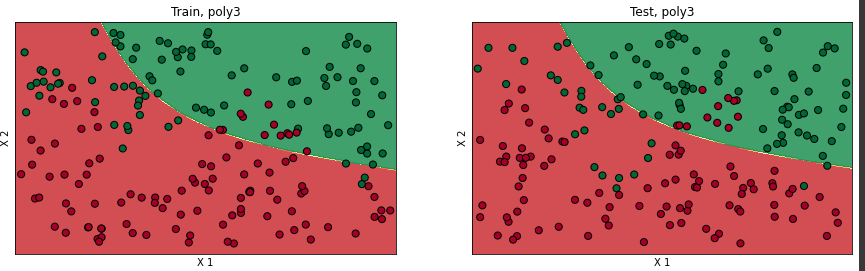 Train, poly3
Test, poly3
X 2
X 2
X 1
X 1